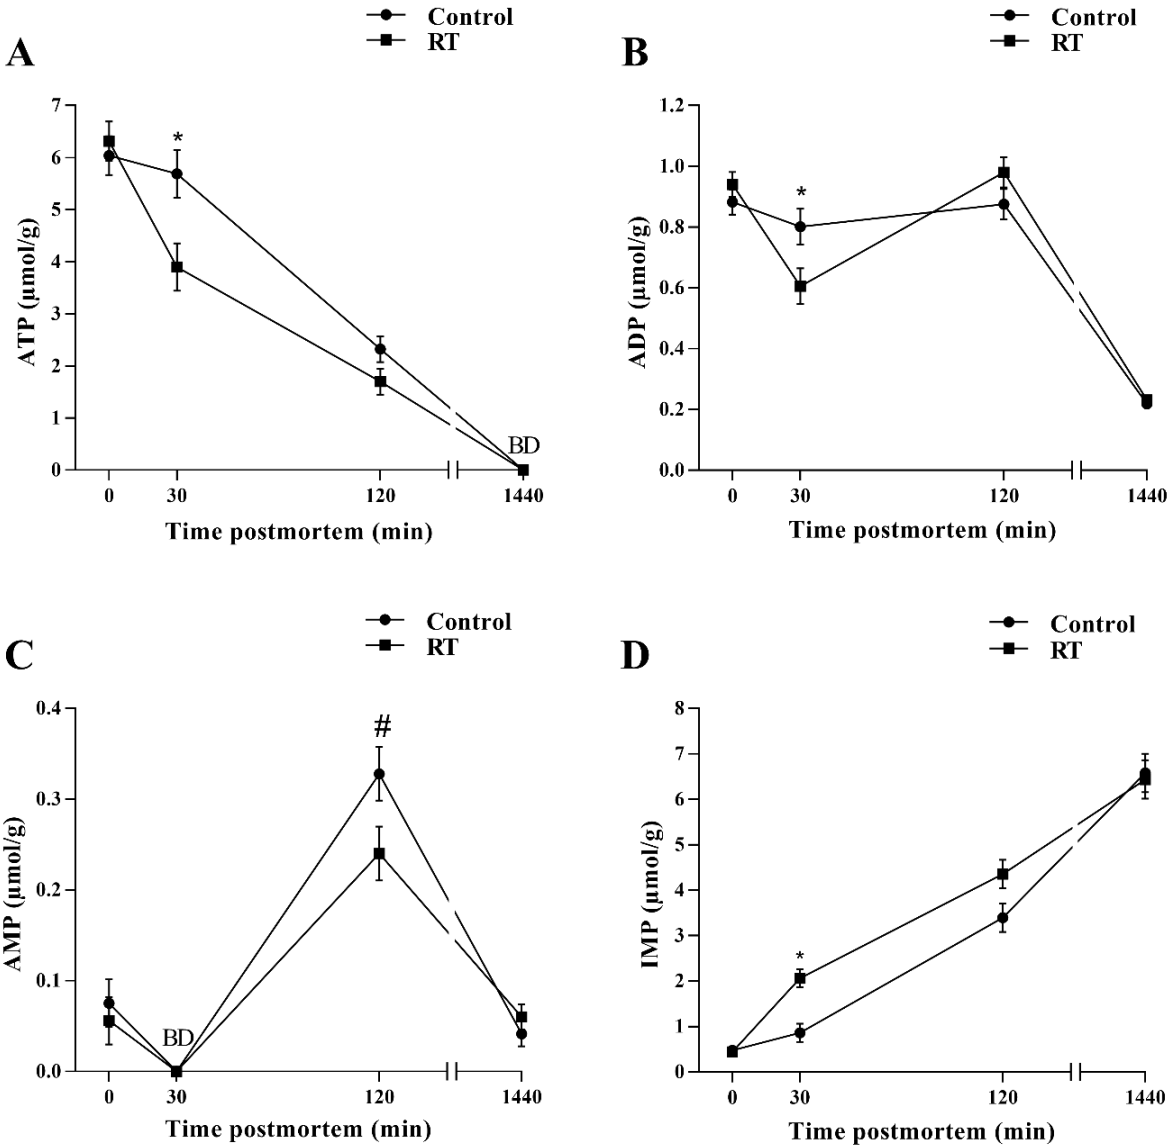 A
Control
RT
7
6
5
4
3
2
1
0
ATP (µmol/g)
*
BD
0 30 120 1440
Time postmortem (min)
B
Control
RT
1.2
1.0
0.8
0.6
0.4
0.2
0.0
ADP (µmol/g)
*
0 30 120 1440
Time postmortem (min)
C
Control
RT
0.4
0.3
0.2
0.1
0.0
AMP (µmol/g)
BD
#
0 30 120 1440
Time postmortem (min)
D
Control
RT
8
7
6
5
4
3
2
1
0
IMP (µmol/g)
*
0 30 120 1440
Time postmortem (min)